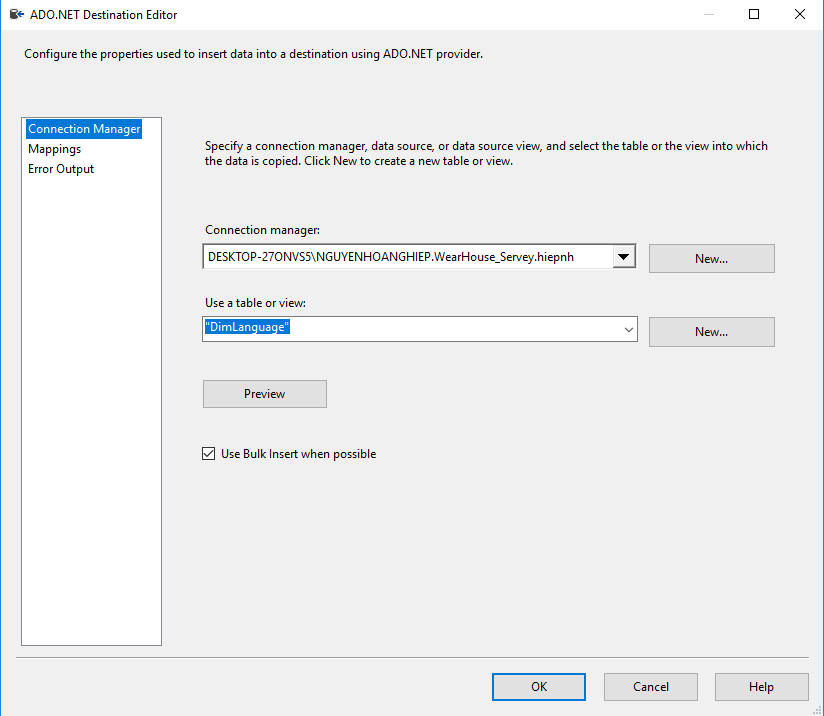 ADO.NET Destination Editor
Configure the properties used to insert data into a destination using ADO.NET provider.
Connection Manager
Mappings
Error Output
Specify a connection manager, data source, or data source view, and select the table or the view into which
the data is copied. Click New to create a new table or view.
Connection manager:
DESKTOP-27ONVS5\NGUYENHOANGHIEP.WearHouse_Servey.hiepnh
New...
Use a table or view:
"DimLanguage"
New...
Preview
Use Bulk Insert when possible
OK
Cancel
Help